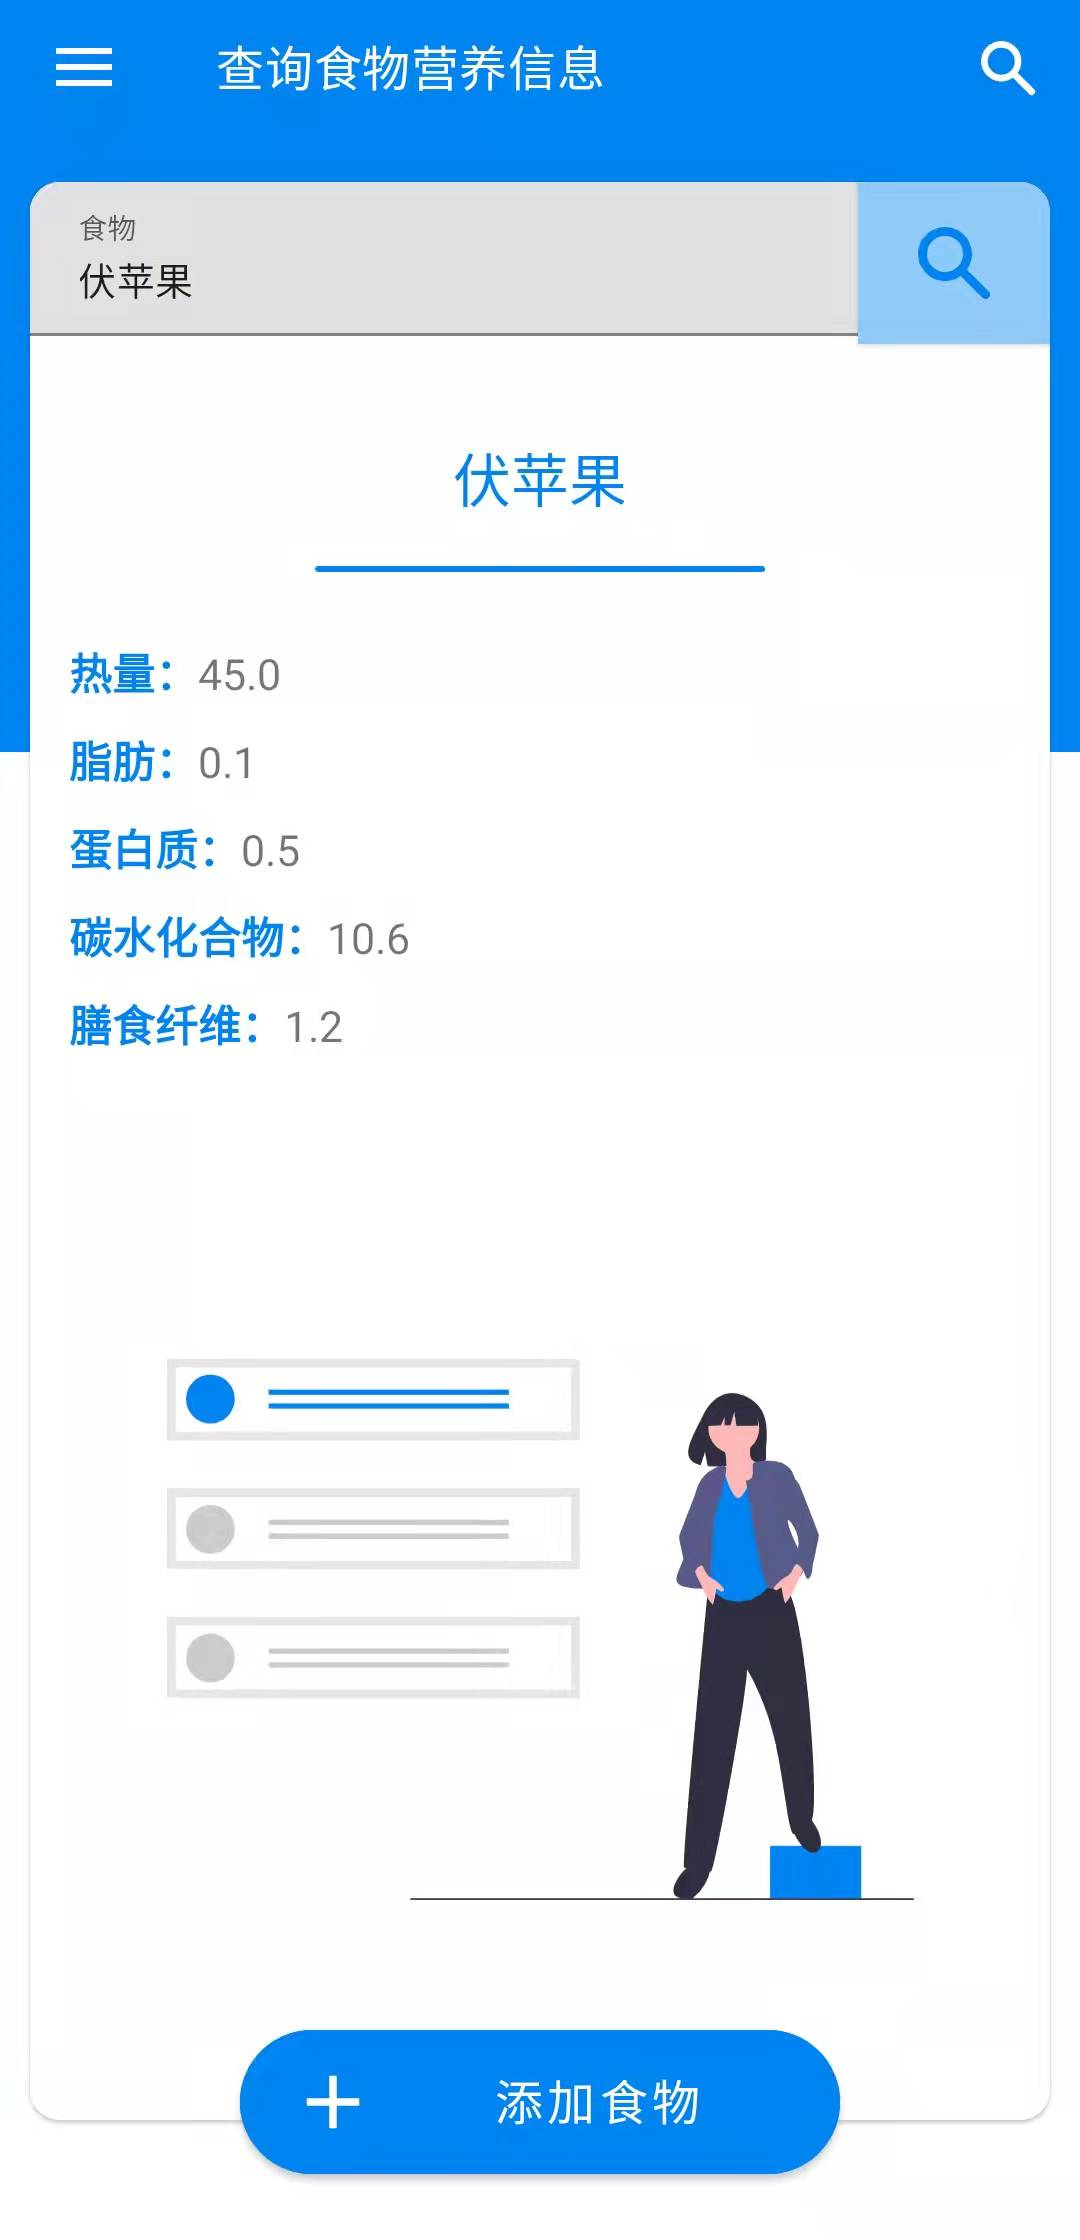 查询食物营养信息
食物
伏苹果
伏苹果
热量：45.0
脂肪：0.1
蛋白质：0.5
碳水化合物：10.6
膳食纤维：1.2
添加食物